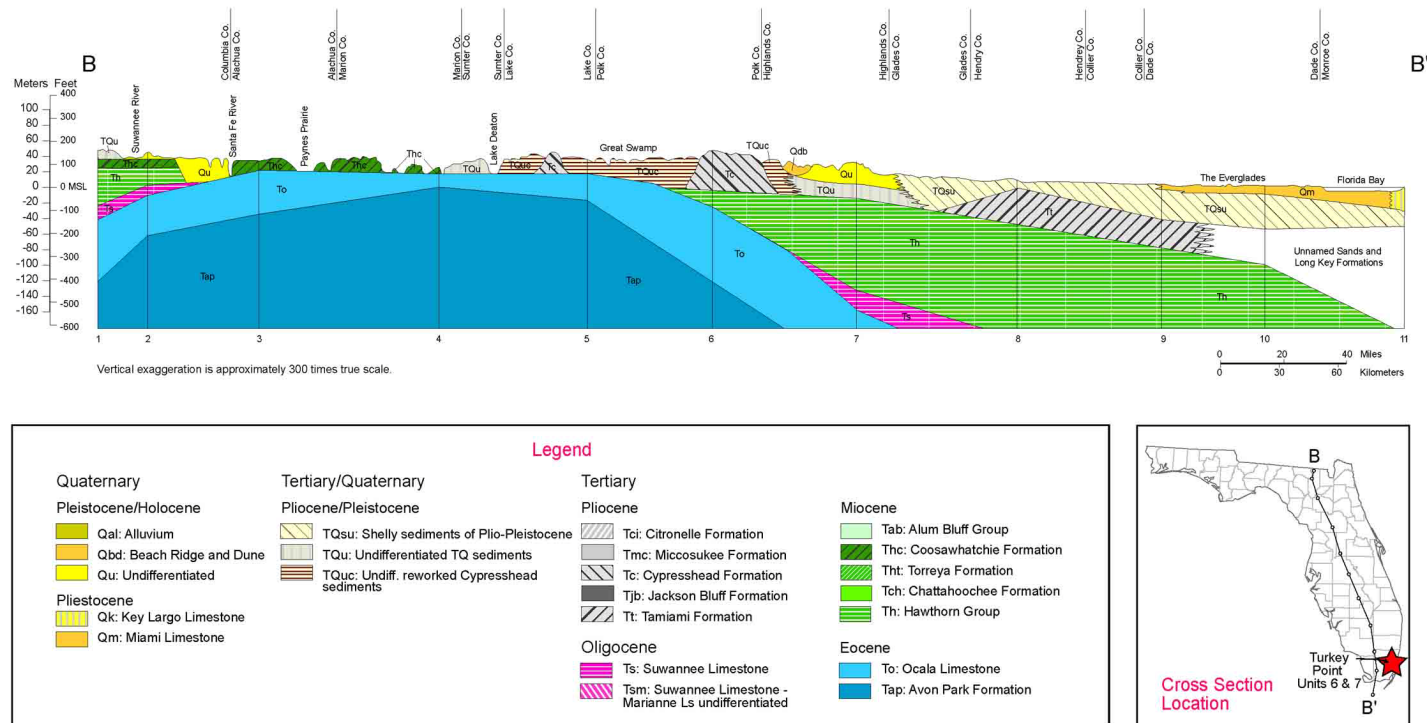 Columbia Co.
Alachua Co.
Alachua Co.
Marion Co.
Marion Co.
Sumter Co.
Sumter Co.
Lake Co.
Lake Co.
Polk Co.
Polk Co.
Highlands Co.
Highlands Co.
Glades Co.
Glades Co.
Hendry Co.
Hendrey Co.
Collier Co.
Collier Co.
Dade Co.
Dade Co.
Monroe Co.
B
B'
Meters Feet
400
100 300
80
60 200
40 100
20
0 0 MSL
-20
-40 -100
-60 -200
-80
-100 -300
-120 -400
-140 -500
-160
-600
Suwannee River
Santa Fe River
Paynes Prairie
Lake Deaton
Great Swamp
The Everglades
Florida Bay
TQu
Thc
Th
Ts
Qu
Thc
Thc
Thc
To
Tap
TQu
TQuc
Tc
TQuc
Tap
To
Tc
TQuc
Qdb
Qu
TQu
TQsu
Th
Ts
Tt
Th
Qm
TQsu
Unnamed Sands and
Long Key Formations
1 2 3 4 5 6 7 8 9 10 11
Vertical exaggeration is approximately 300 times true scale.
0 20 40 Miles
0 30 60 Kilometers
Legend
Quaternary
Pleistocene/Holocene
Qal: Alluvium
Qbd: Beach Ridge and Dune
Qu: Undifferentiated
Pliestocene
Qk: Key Largo Limestone
Qm: Miami Limestone
Tertiary/Quaternary
Pliocene/Pleistocene
TQsu: Shelly sediments of Plio-Pleistocene
TQu: Undifferentiated TQ sediments
TQuc: Undiff. reworked Cypresshead
sediments
Tertiary
Pliocene
Tci: Citronelle Formation
Tmc: Micosukee Formation
Tc: Cypresshead Formation
Tjb: Jackson Bluff Formation
Tt: Tamiami Formation
Oligocene
Ts: Suwannee Limestone
Tsm: Suwannee Limestone -
Marianne Ls undifferentiated
Miocene
Tab: Alum Bluff Group
Thc: Coosawhatchie Formation
Tht: Torreya Formation
Tch: Chattahoochee Formation
Th: Hawthorn Group
Eocene
To: Ocala Limestone
Tap: Avon Park Formation
B
Turkey
Point
Units 6 & 7
B'
Cross Section
Location